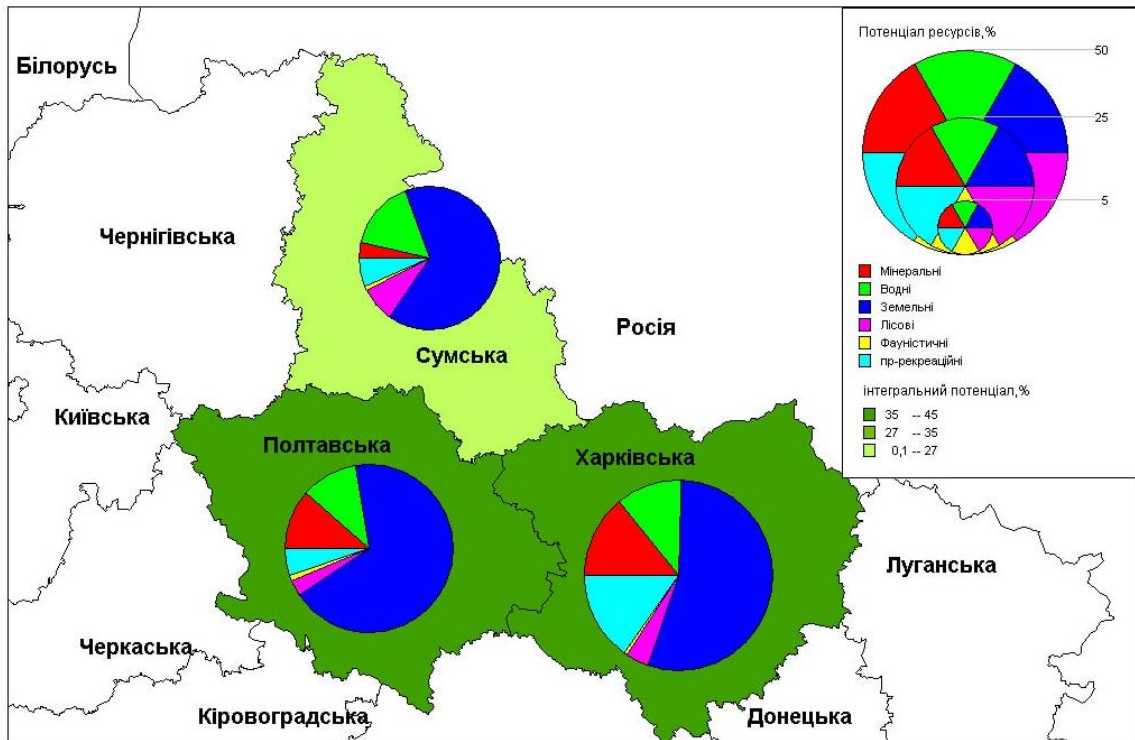 Білорусь
Чернігівська
Сумська
Росія
Київська
Полтавська
Харківська
Луганська
Черкаська
Кіровоградська
Донецька
Потенціал ресурсів,%
50
25
5
Мінеральні
Водні
Земельні
Лісові
Фауністичні
пр-рекреаційні
інтегральний потенціал,%
35 -- 45
27 -- 35
0,1 -- 27